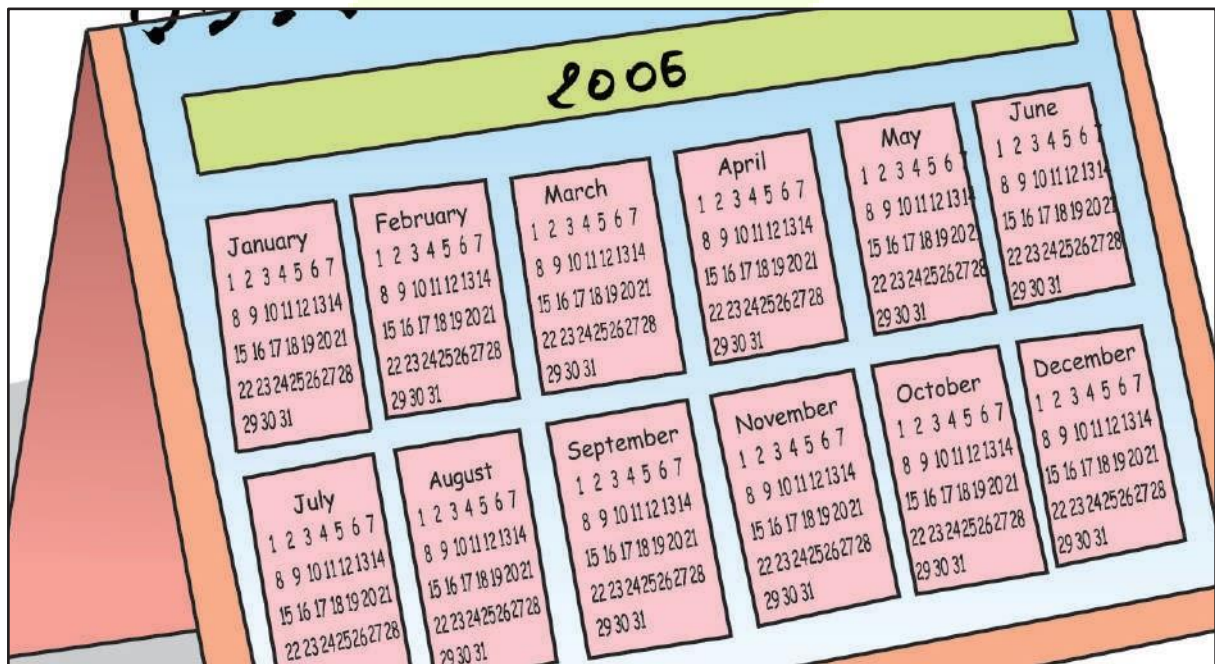 2006
January
1 2 3 4 5 6 7
8 9 10 11 12 13 14
15 16 17 18 19 20 21
22 23 24 25 26 27 28
29 30 31
February
1 2 3 4 5 6 7
8 9 10 11 12 13 14
15 16 17 18 19 20 21
22 23 24 25 26 27 28
29 30 31
March
1 2 3 4 5 6 7
8 9 10 11 12 13 14
15 16 17 18 19 20 21
22 23 24 25 26 27 28
29 30 31
April
1 2 3 4 5 6 7
8 9 10 11 12 13 14
15 16 17 18 19 20 21
22 23 24 25 26 27 28
29 30 31
May
1 2 3 4 5 6 7
8 9 10 11 12 13 14
15 16 17 18 19 20 21
22 23 24 25 26 27 28
29 30 31
June
1 2 3 4 5 6 7
8 9 10 11 12 13 14
15 16 17 18 19 20 21
22 23 24 25 26 27 28
29 30 31
July
1 2 3 4 5 6 7
8 9 10 11 12 13 14
15 16 17 18 19 20 21
22 23 24 25 26 27 28
August
1 2 3 4 5 6 7
8 9 10 11 12 13 14
15 16 17 18 19 20 21
22 23 24 25 26 27 28
29 30 31
September
1 2 3 4 5 6 7
8 9 10 11 12 13 14
15 16 17 18 19 20 21
22 23 24 25 26 27 28
29 30 31
November
1 2 3 4 5 6 7
8 9 10 11 12 13 14
15 16 17 18 19 20 21
22 23 24 25 26 27 28
29 30 31
October
1 2 3 4 5 6 7
8 9 10 11 12 13 14
15 16 17 18 19 20 21
22 23 24 25 26 27 28
29 30 31
December
1 2 3 4 5 6 7
8 9 10 11 12 13 14
15 16 17 18 19 20 21
22 23 24 25 26 27 28
29 30 31